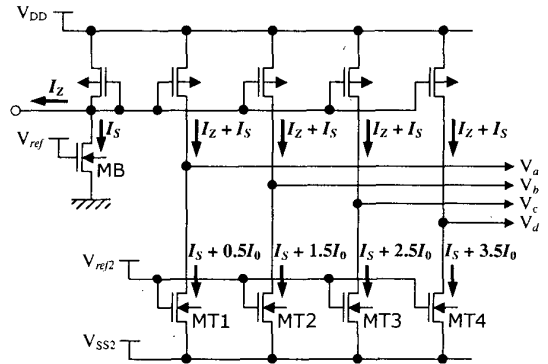 V_DD
I_Z
I_S
I_Z + I_S
I_Z + I_S
I_Z + I_S
I_Z + I_S
V_ref
MB
V_a
V_b
V_c
V_d
I_S + 0.5I_0
I_S + 1.5I_0
I_S + 2.5I_0
I_S + 3.5I_0
V_ref2
MT1
MT2
MT3
MT4
V_SS2